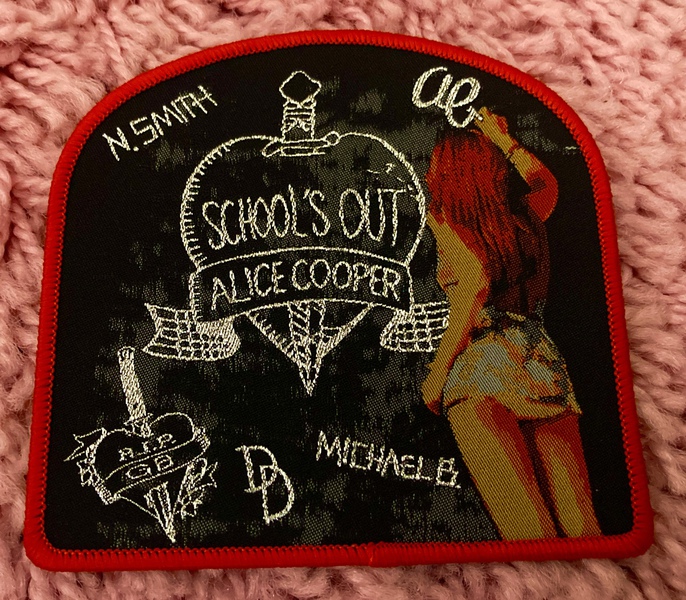 N. SMITH
ac
SCHOOL'S OUT
ALICE COOPER
R.I.P
GB
DD
MICHAEL B.